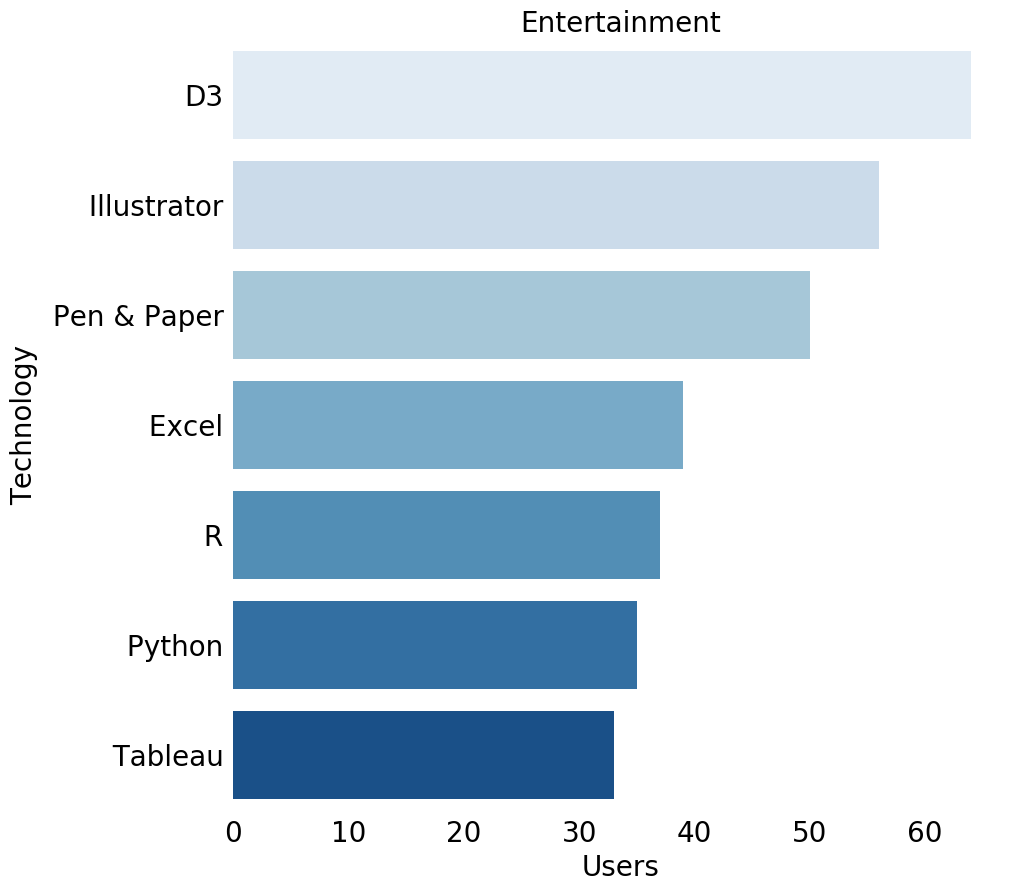 Entertainment
D3
Illustrator
Pen & Paper
Excel
R
Python
Tableau
Technology
0 10 20 30 40 50 60
Users